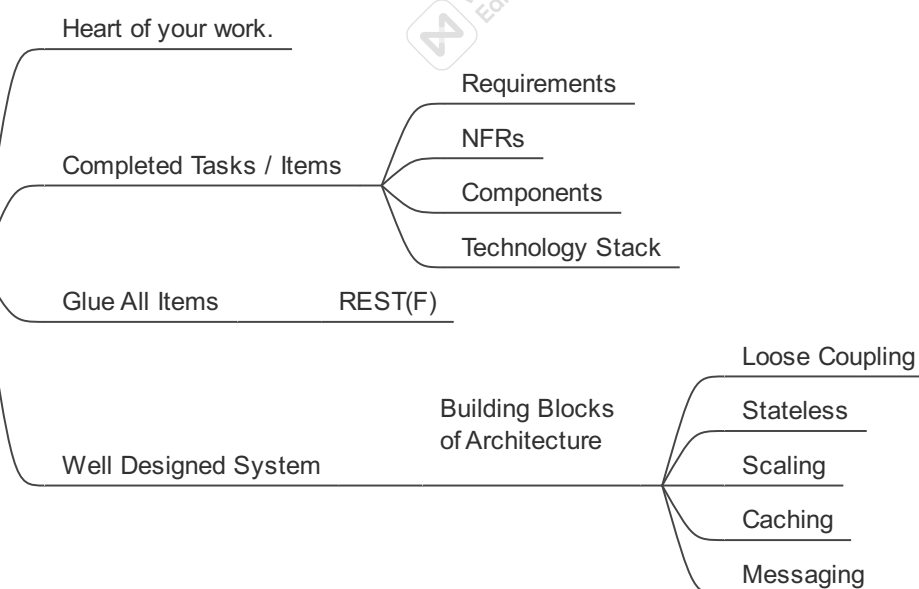 Heart of your work.
Completed Tasks / Items
Requirements
NFRs
Components
Technology Stack
Glue All Items
REST(F)
Well Designed System
Building Blocks
of Architecture
Loose Coupling
Stateless
Scaling
Caching
Messaging